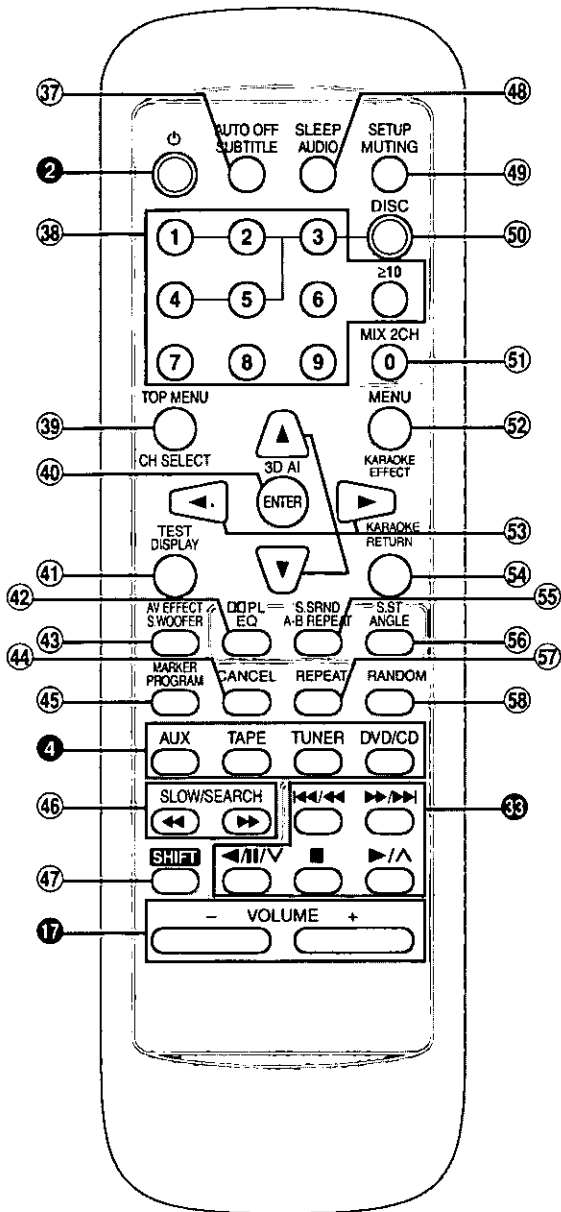 37 48
AUTO OFF SLEEP SETUP
SUBTITLE AUDIO MUTING
2 49
DISC
38 1 2 3 50
≥10
4 5 6
MIX 2CH
7 8 9 0 51
TOP MENU MENU
39 52
CH SELECT 3D AI KARAOKE
EFFECT
40 ENTER
53
TEST KARAOKE
DISPLAY RETURN
41 54
42 55
AV EFFECT PL S.SRND S.ST
S.WOOFER EQ A-B REPEAT ANGLE
43 56
44 57
MARKER
PROGRAM CANCEL REPEAT RANDOM
45 58
AUX TAPE TUNER DVD/CD
4
46 SLOW/SEARCH 33
SHIFT
47
− VOLUME +
17